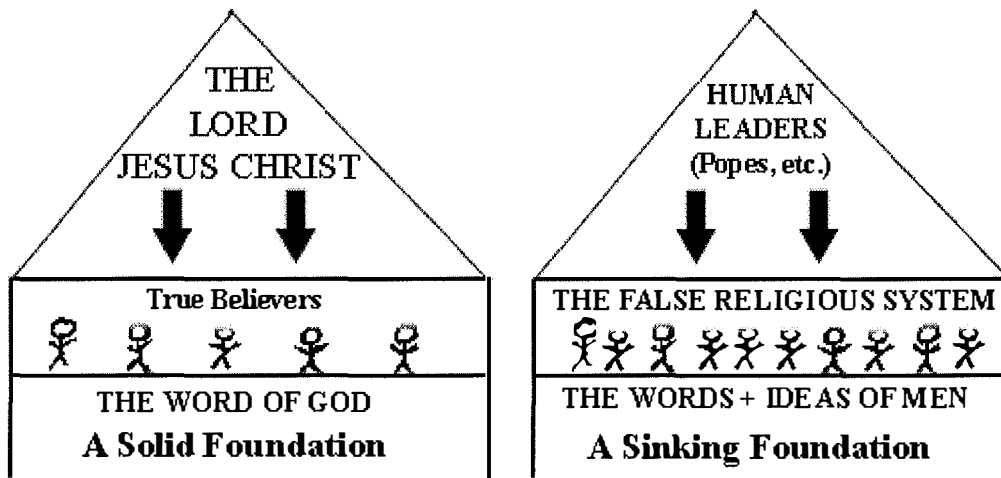 THE
LORD
JESUS CHRIST
True Believers
THE WORD OF GOD
A Solid Foundation
HUMAN
LEADERS
(Popes, etc.)
THE FALSE RELIGIOUS SYSTEM
THE WORDS + IDEAS OF MEN
A Sinking Foundation